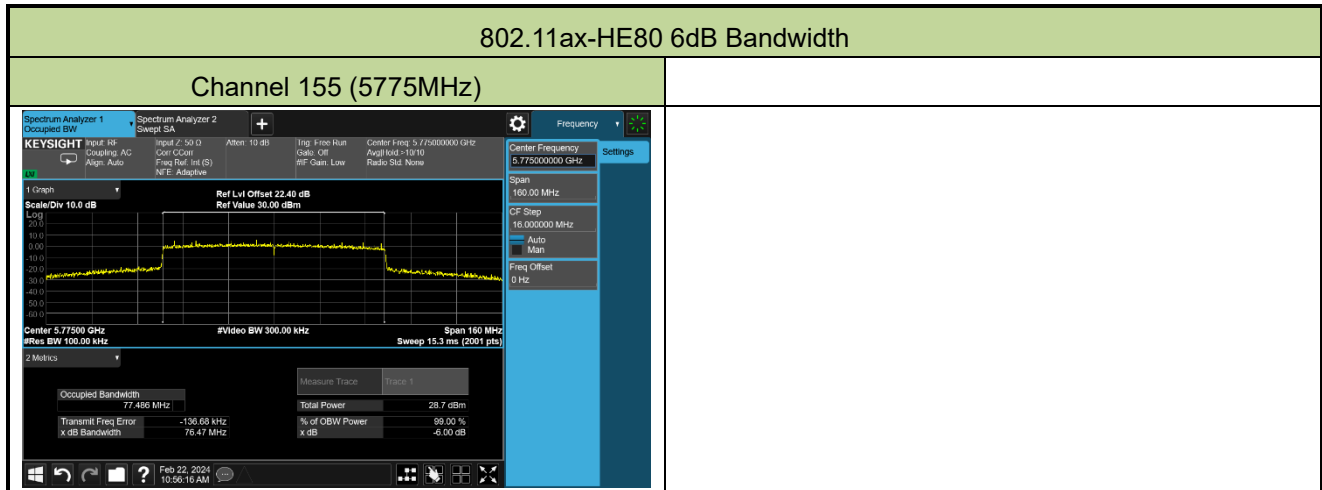 802.11ax-HE80 6dB Bandwidth
Channel 155 (5775MHz)
Spectrum Analyzer 1
Occupied BW
Spectrum Analyzer 2
Swept SA
+
Frequency
KEYSIGHT
Input: RF
Coupling: AC
Align: Auto
Input Z: 50 Ω
Corr CCorr
Freq Ref: Int (S)
NFE: Adaptive
Atten: 10 dB
Trig: Free Run
Gate: Off
#IF Gain: Low
Center Freq: 5.775000000 GHz
Avg|Hold:>10/10
Radio Std: None
Center Frequency
5.775000000 GHz
Settings
Span
160.00 MHz
CF Step
16.000000 MHz
Auto
Man
Freq Offset
0 Hz
1 Graph
Scale/Div 10.0 dB
Ref Lvl Offset 22.40 dB
Ref Value 30.00 dBm
Log
20.0
10.0
0.00
-10.0
-20.0
-30.0
-40.0
-50.0
-60.0
Center 5.77500 GHz
#Res BW 100.00 kHz
#Video BW 300.00 kHz
Span 160 MHz
Sweep 15.3 ms (2001 pts)
2 Metrics
Measure Trace
Trace 1
Occupied Bandwidth
77.486 MHz
Total Power
28.7 dBm
Transmit Freq Error
-136.68 kHz
% of OBW Power
99.00 %
x dB Bandwidth
76.47 MHz
x dB
-6.00 dB
?
Feb 22, 2024
10:56:16 AM